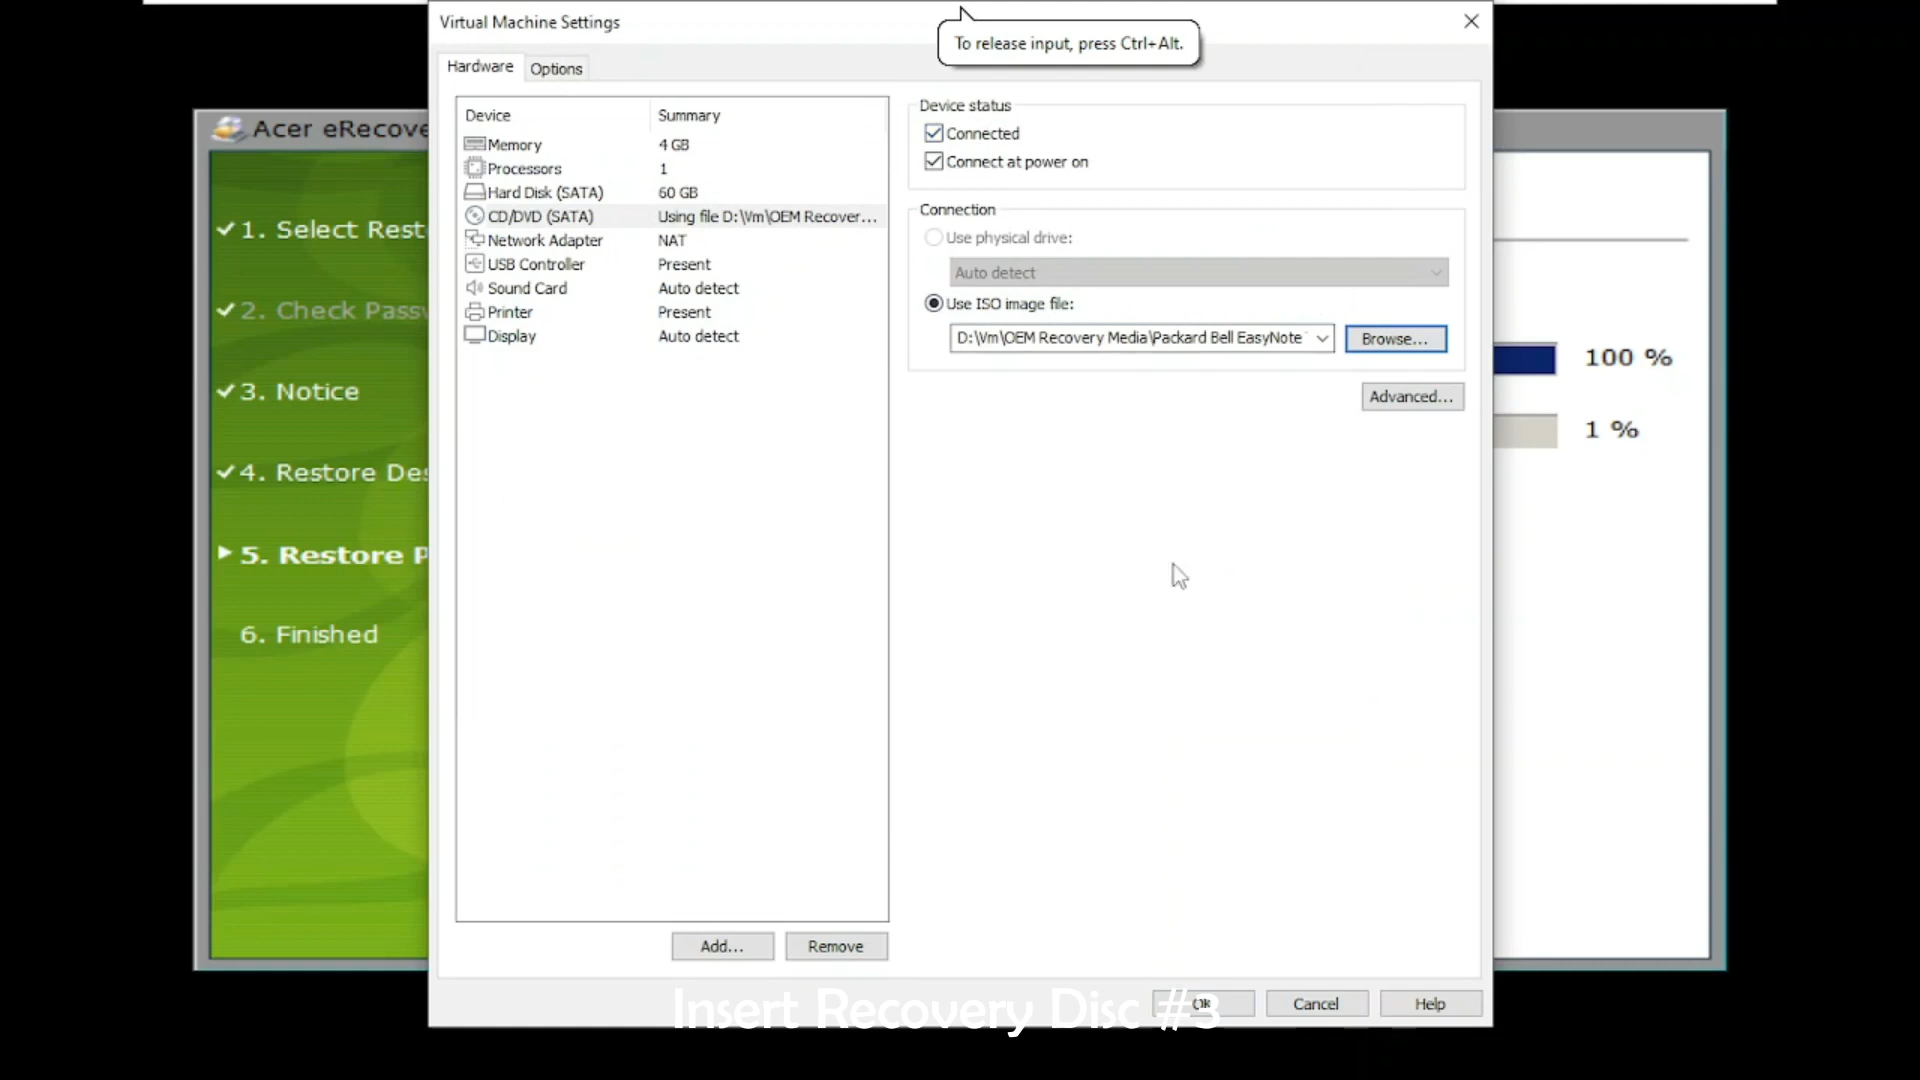 Virtual Machine Settings
To release input, press Ctrl+Alt.
Hardware
Options
Device Summary
Memory 4 GB
Processors 1
Hard Disk (SATA) 60 GB
CD/DVD (SATA) Using file D:\Vm\OEM Recover...
Network Adapter NAT
USB Controller Present
Sound Card Auto detect
Printer Present
Display Auto detect
Add...
Remove
Device status
Connected
Connect at power on
Connection
Use physical drive:
Auto detect
Use ISO image file:
D:\Vm\OEM Recovery Media\Packard Bell EasyNote
Browse...
Advanced...
OK
Cancel
Help
Acer eRecove
1. Select Rest
2. Check Passw
3. Notice
4. Restore Des
5. Restore P
6. Finished
100 %
1 %
Insert Recovery Disc #3